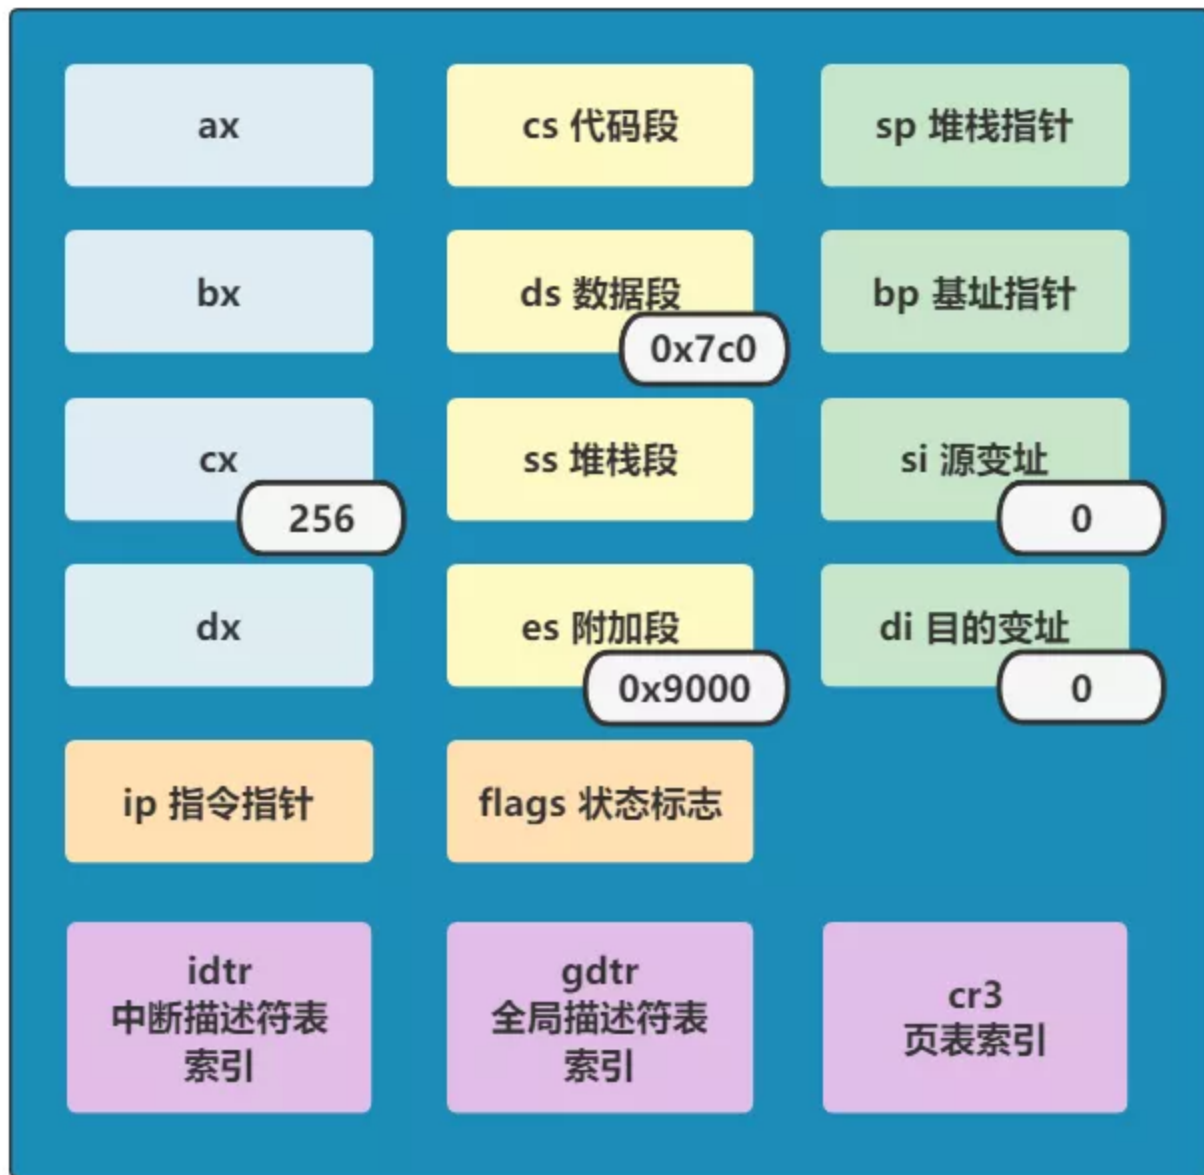 ax
cs 代码段
sp 堆栈指针
bx
ds 数据段
0x7c0
bp 基址指针
cx
256
ss 堆栈段
si 源变址
0
dx
es 附加段
0x9000
di 目的变址
0
ip 指令指针
flags 状态标志
idtr
中断描述符表
索引
gdtr
全局描述符表
索引
cr3
页表索引